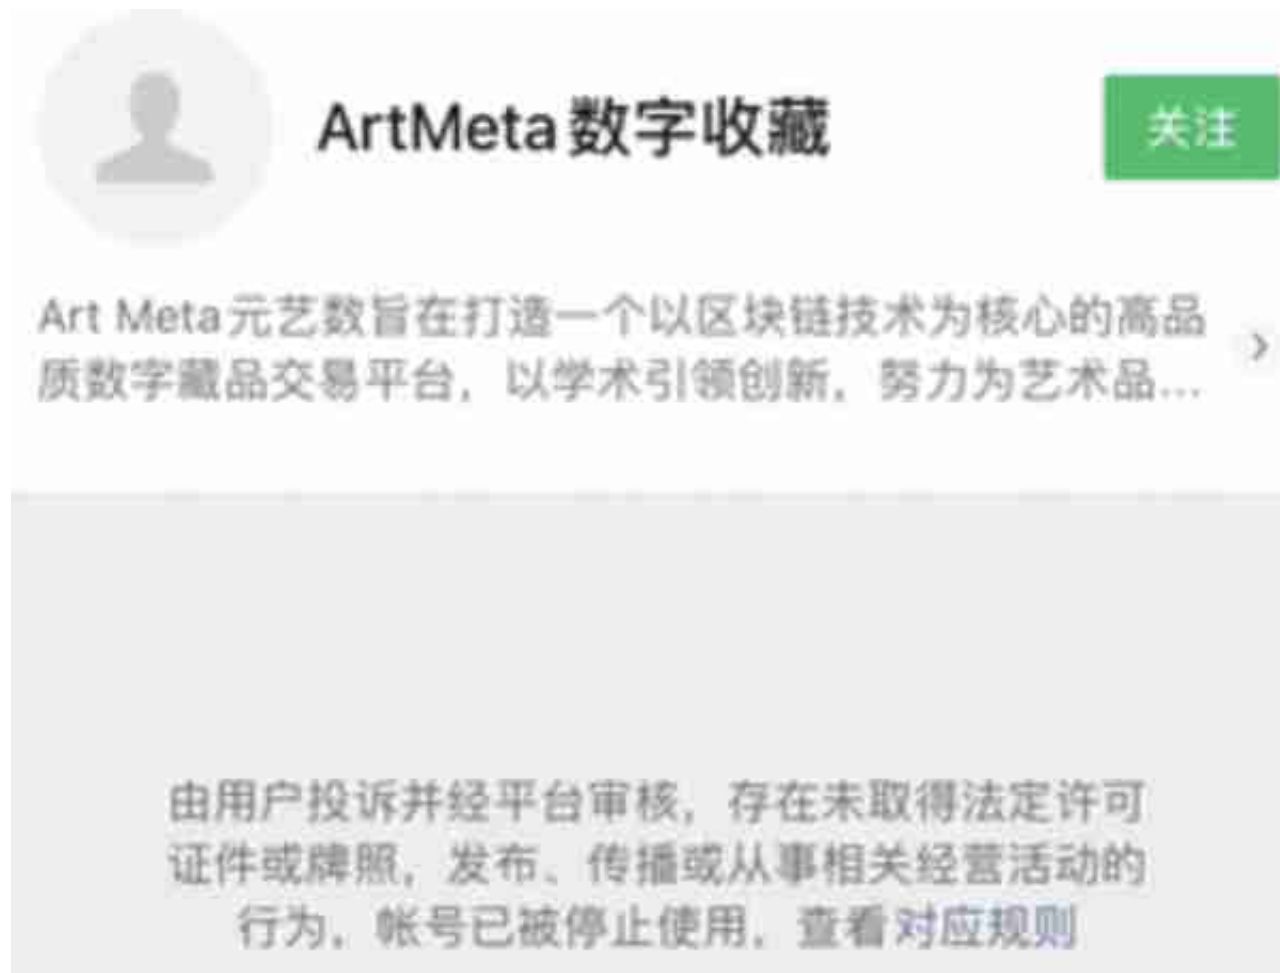 ArtMeta数字收藏
关注
Art Meta元艺数旨在打造一个以区块链技术为核心的高品
质数字藏品交易平台，以学术引领创新，努力为艺术品...
由用户投诉并经平台审核，存在未取得法定许可
证件或牌照，发布、传播或从事相关经营活动的
行为，帐号已被停止使用，查看对应规则